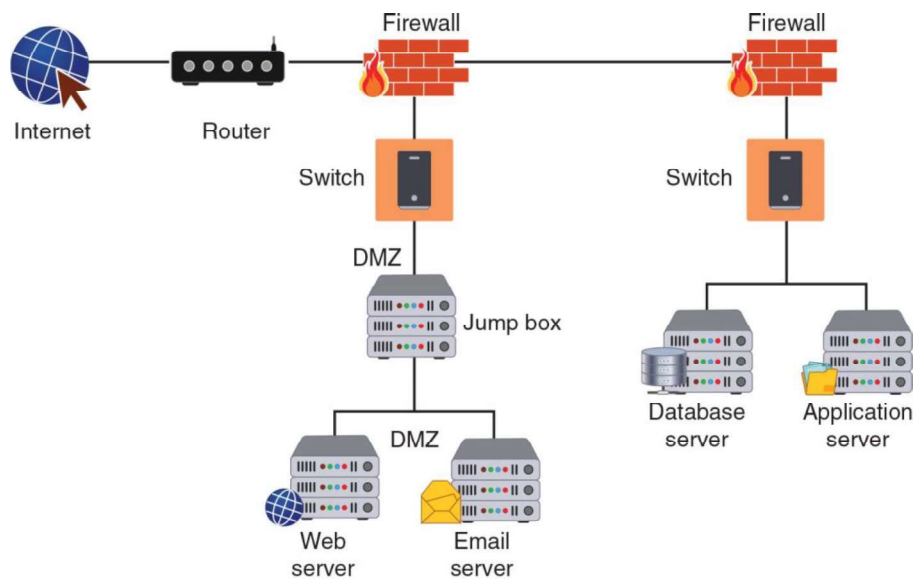 Firewall
Firewall
Internet
Router
Switch
Switch
DMZ
Jump box
DMZ
Database
server
Application
server
Web
server
Email
server